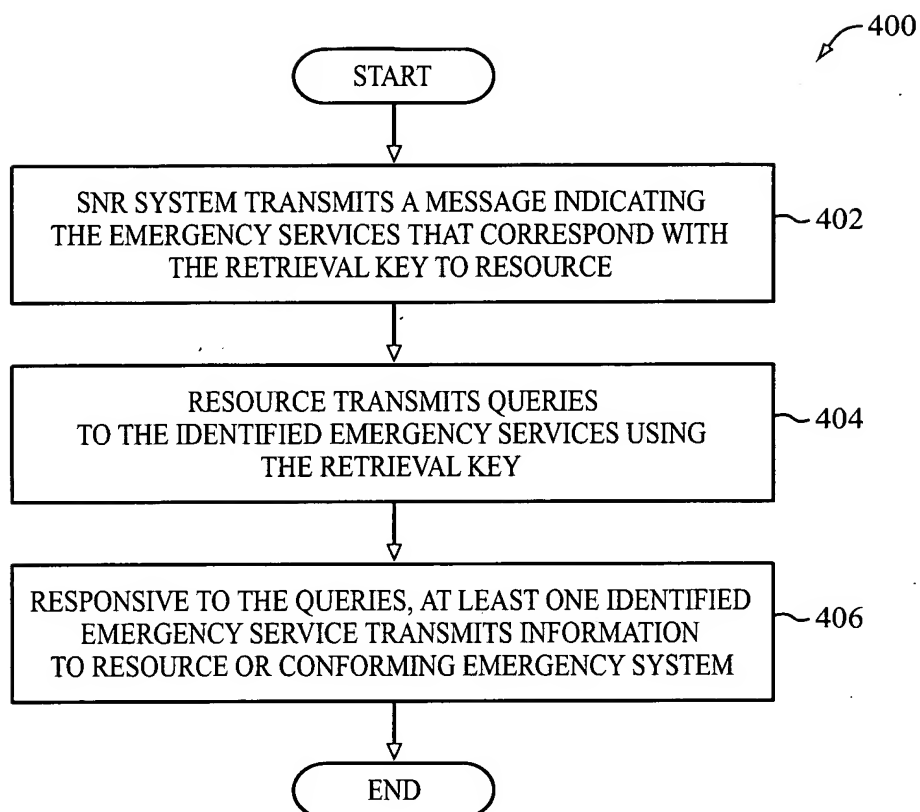 400
START
SNR SYSTEM TRANSMITS A MESSAGE INDICATING
THE EMERGENCY SERVICES THAT CORRESPOND WITH
THE RETRIEVAL KEY TO RESOURCE
402
RESOURCE TRANSMITS QUERIES
TO THE IDENTIFIED EMERGENCY SERVICES USING
THE RETRIEVAL KEY
404
RESPONSIVE TO THE QUERIES, AT LEAST ONE IDENTIFIED
EMERGENCY SERVICE TRANSMITS INFORMATION
TO RESOURCE OR CONFORMING EMERGENCY SYSTEM
406
END